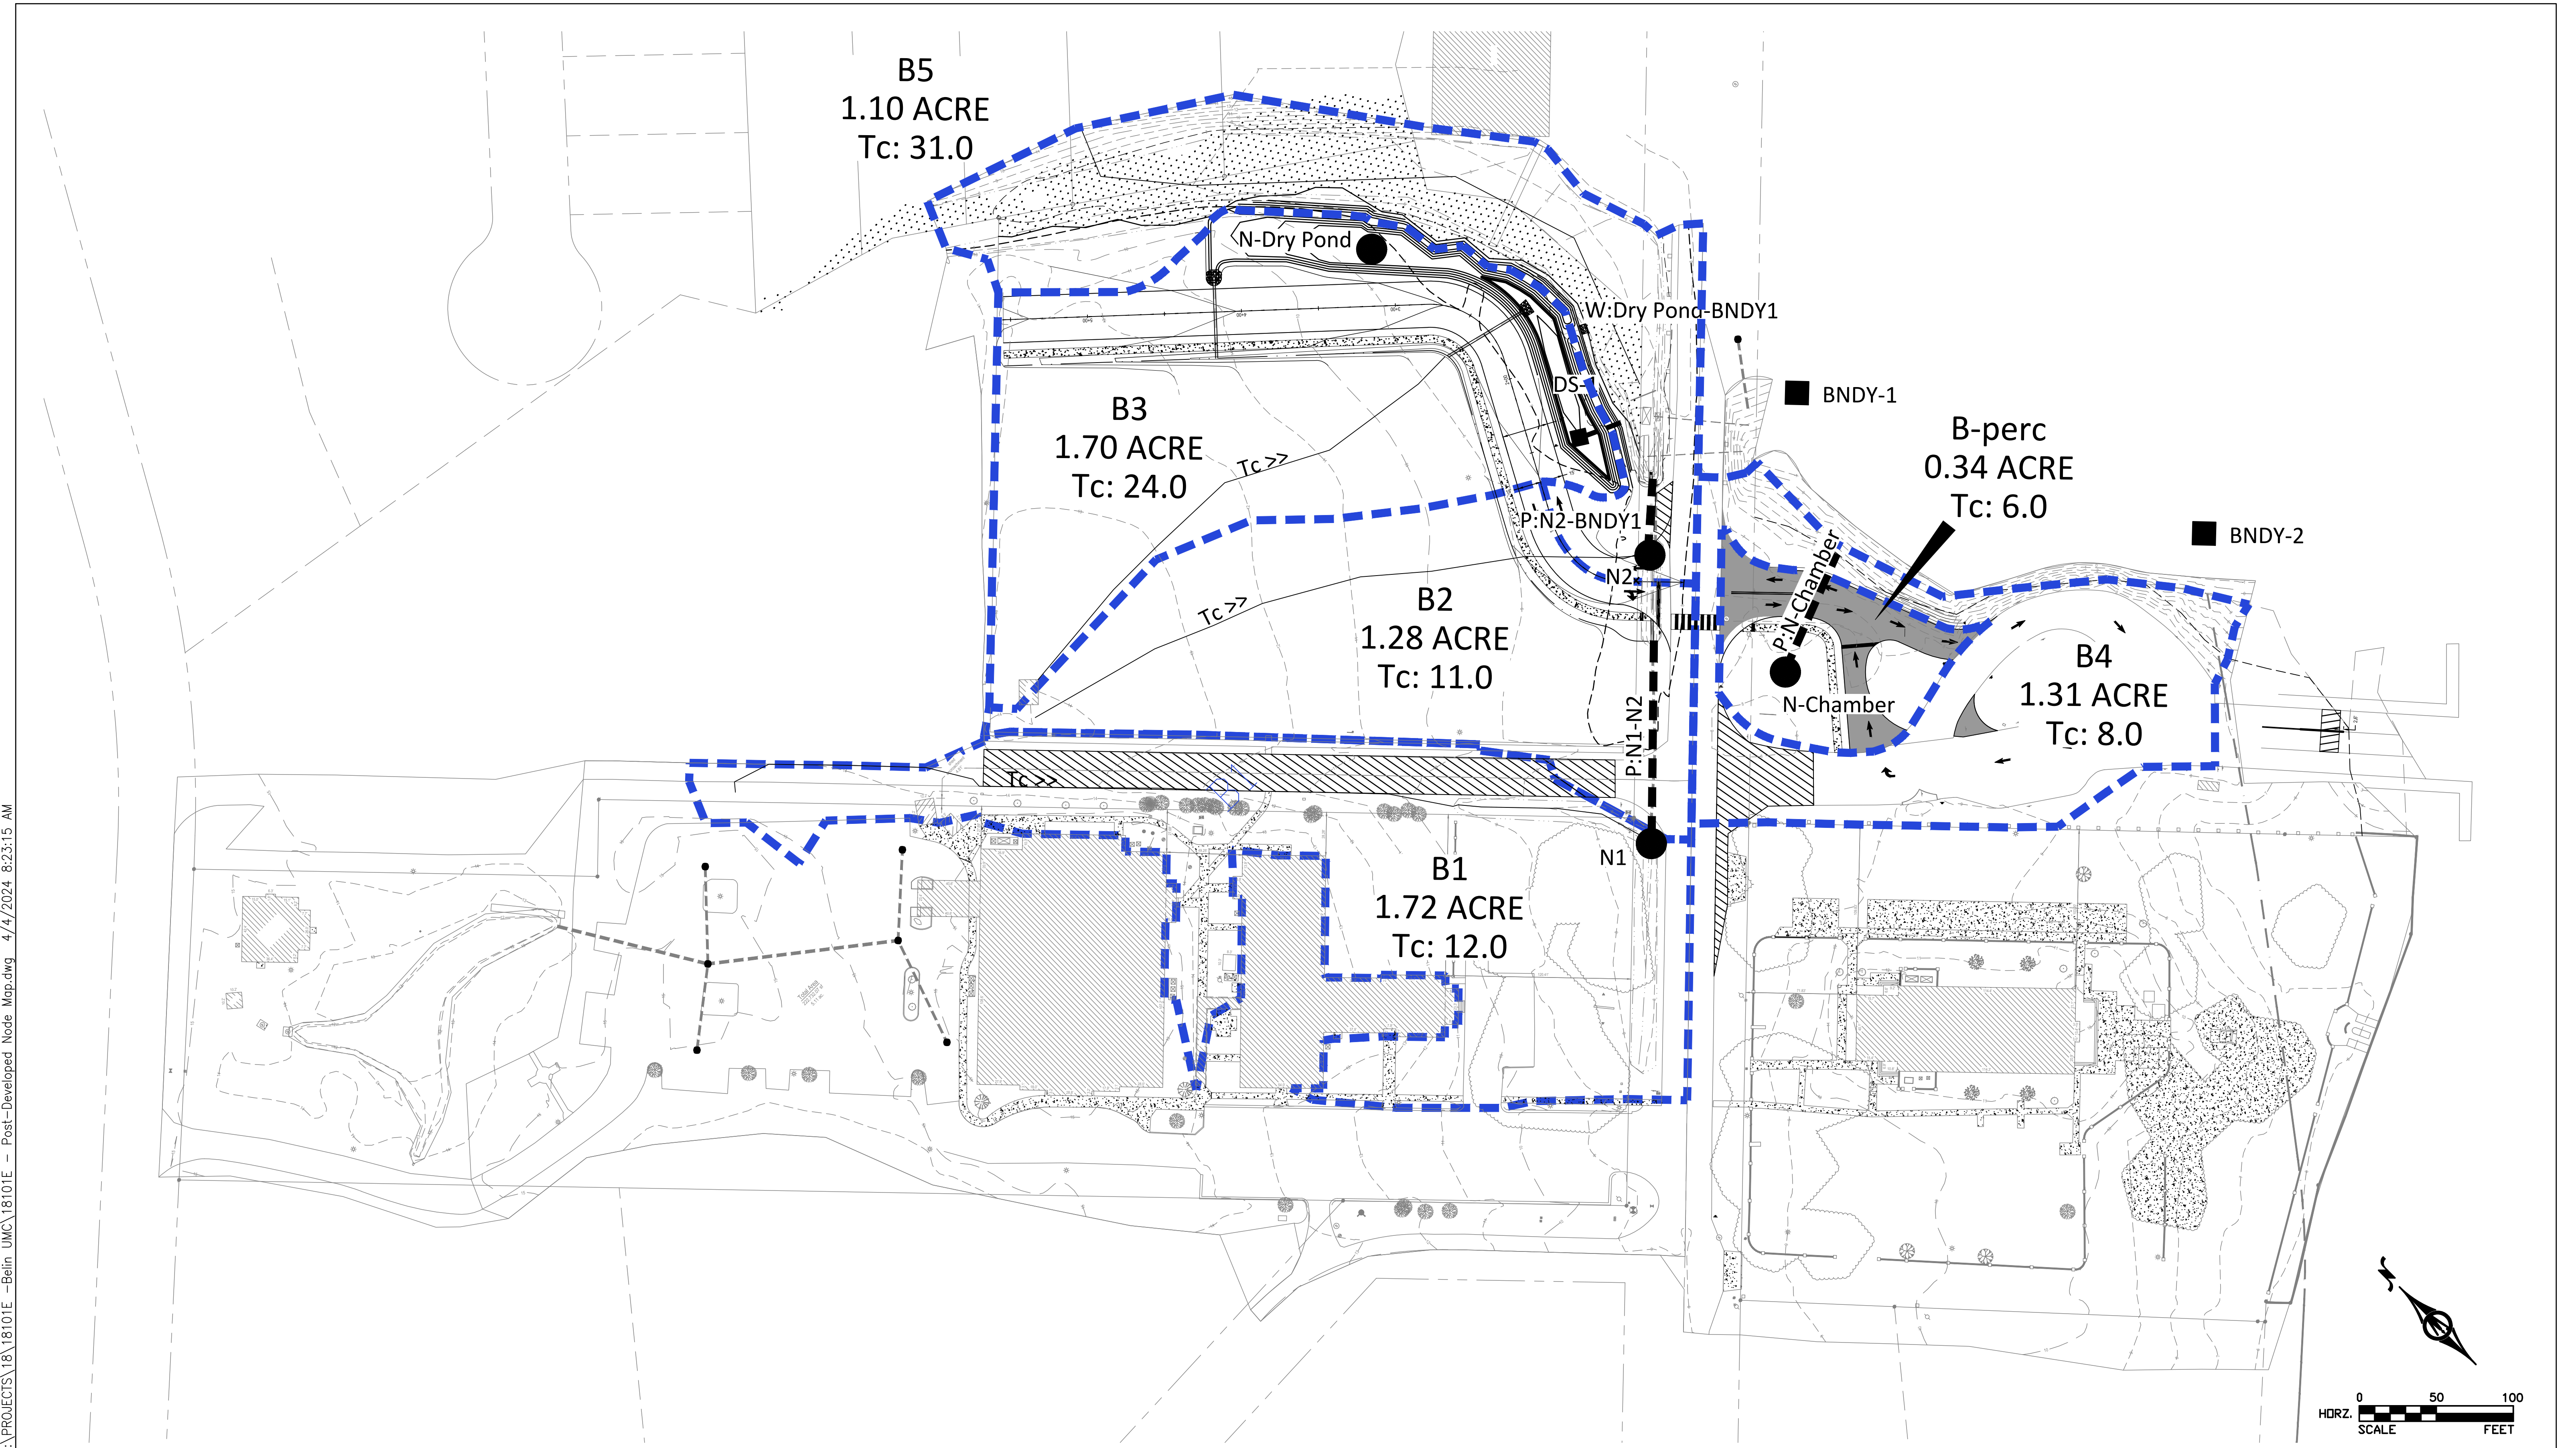 B5
1.10 ACRE
Tc: 31.0
N-Dry Pond
W:Dry Pond-BNDY1
DS-1
BNDY-1
B3
1.70 ACRE
Tc: 24.0
Tc >>
B-perc
0.34 ACRE
Tc: 6.0
P:N2-BNDY1
BNDY-2
N2
P:N-Chamber
Tc >>
B2
1.28 ACRE
Tc: 11.0
N-Chamber
B4
1.31 ACRE
Tc: 8.0
P:N1-N2
Tc >>
B1
N1
B1
1.72 ACRE
Tc: 12.0
:\PROJECTS\18\18101E -Belin UMC\18101E - Post-Developed Node Map.dwg 4/4/2024 8:23:15 AM
N
0 50 100
HORZ.
SCALE FEET